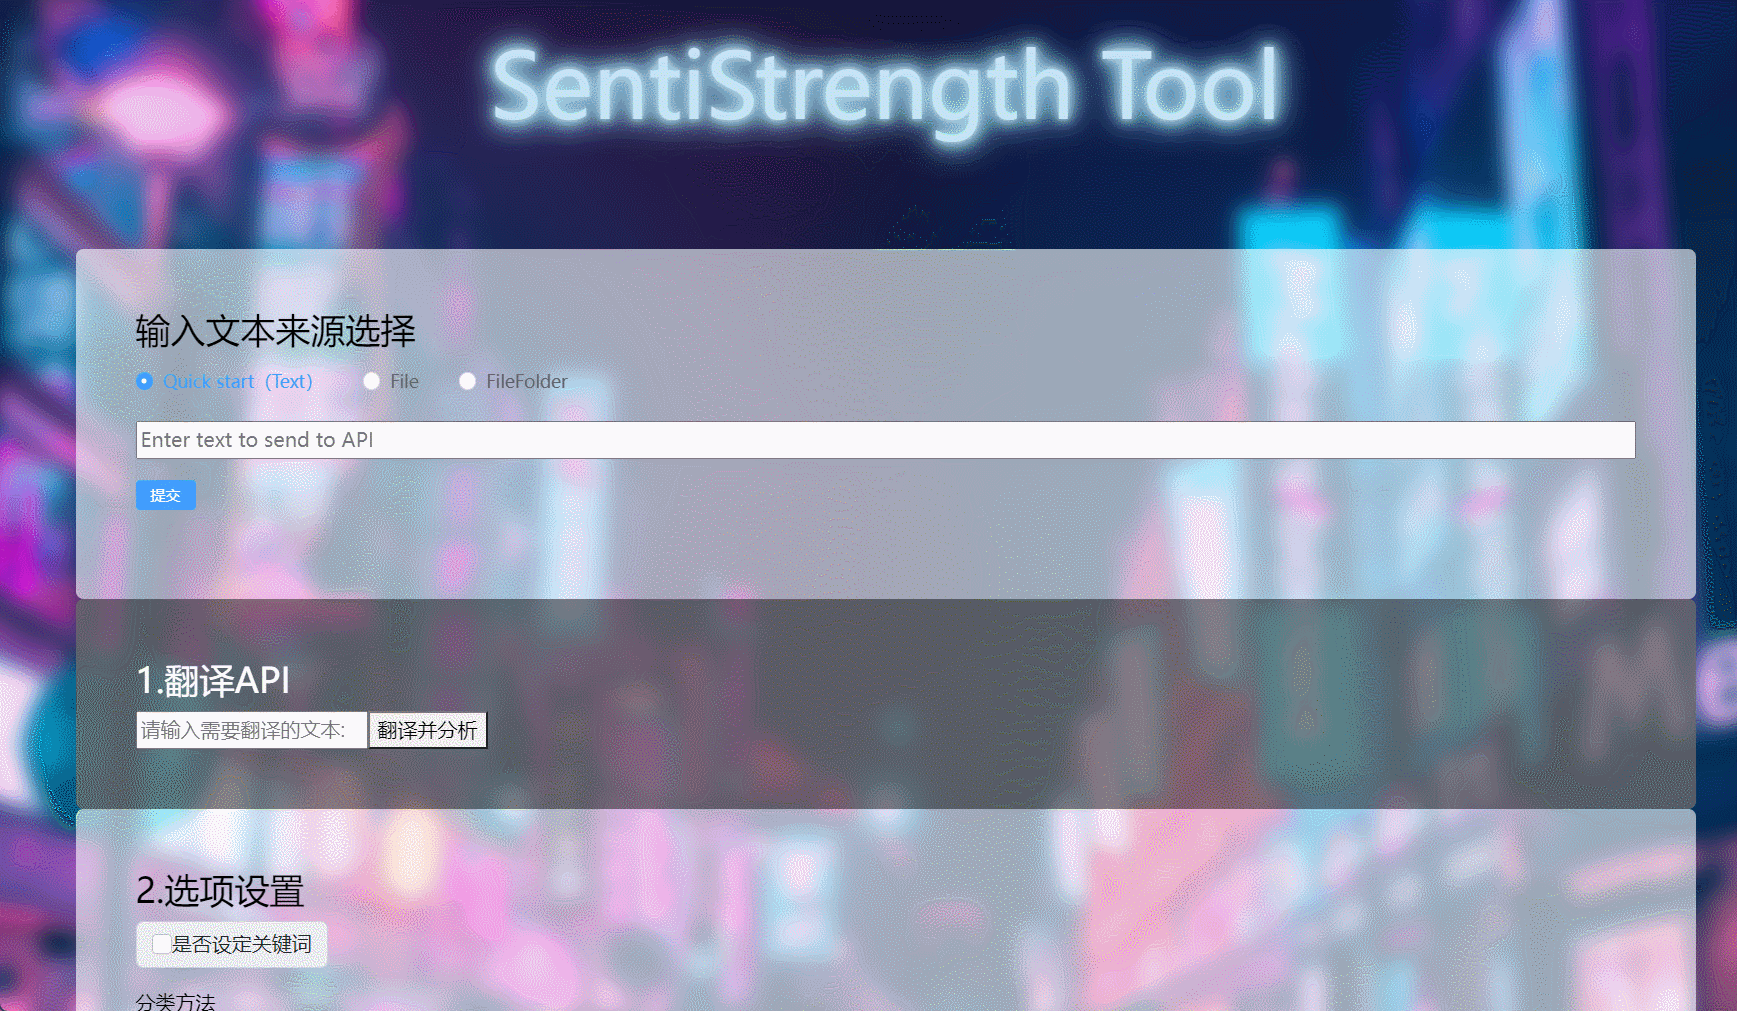 SentiStrength Tool
输入文本来源选择
Quick start（Text） File FileFolder
Enter text to send to API
提交
1.翻译API
请输入需要翻译的文本: 翻译并分析
2.选项设置
是否设定关键词
分类方法